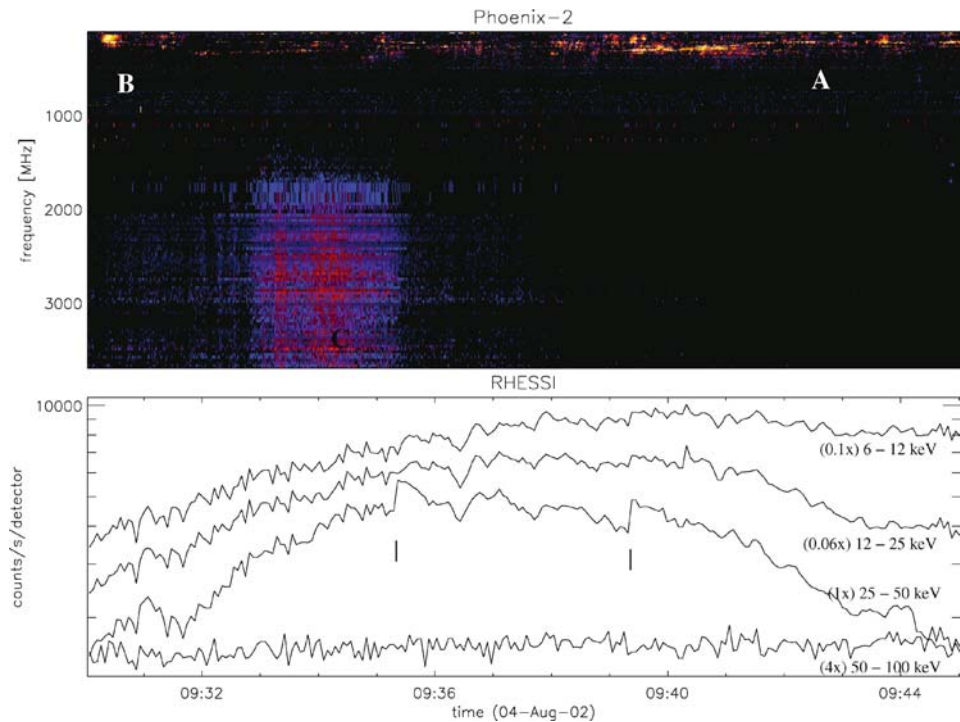 Phoenix-2
B
A
1000
2000
3000
frequency [MHz]
C
RHESSI
10000
counts/s/detector
(0.1x) 6 – 12 keV
(0.06x) 12 – 25 keV
(1x) 25 – 50 keV
(4x) 50 – 100 keV
09:32
09:36
09:40
09:44
time (04-Aug-02)